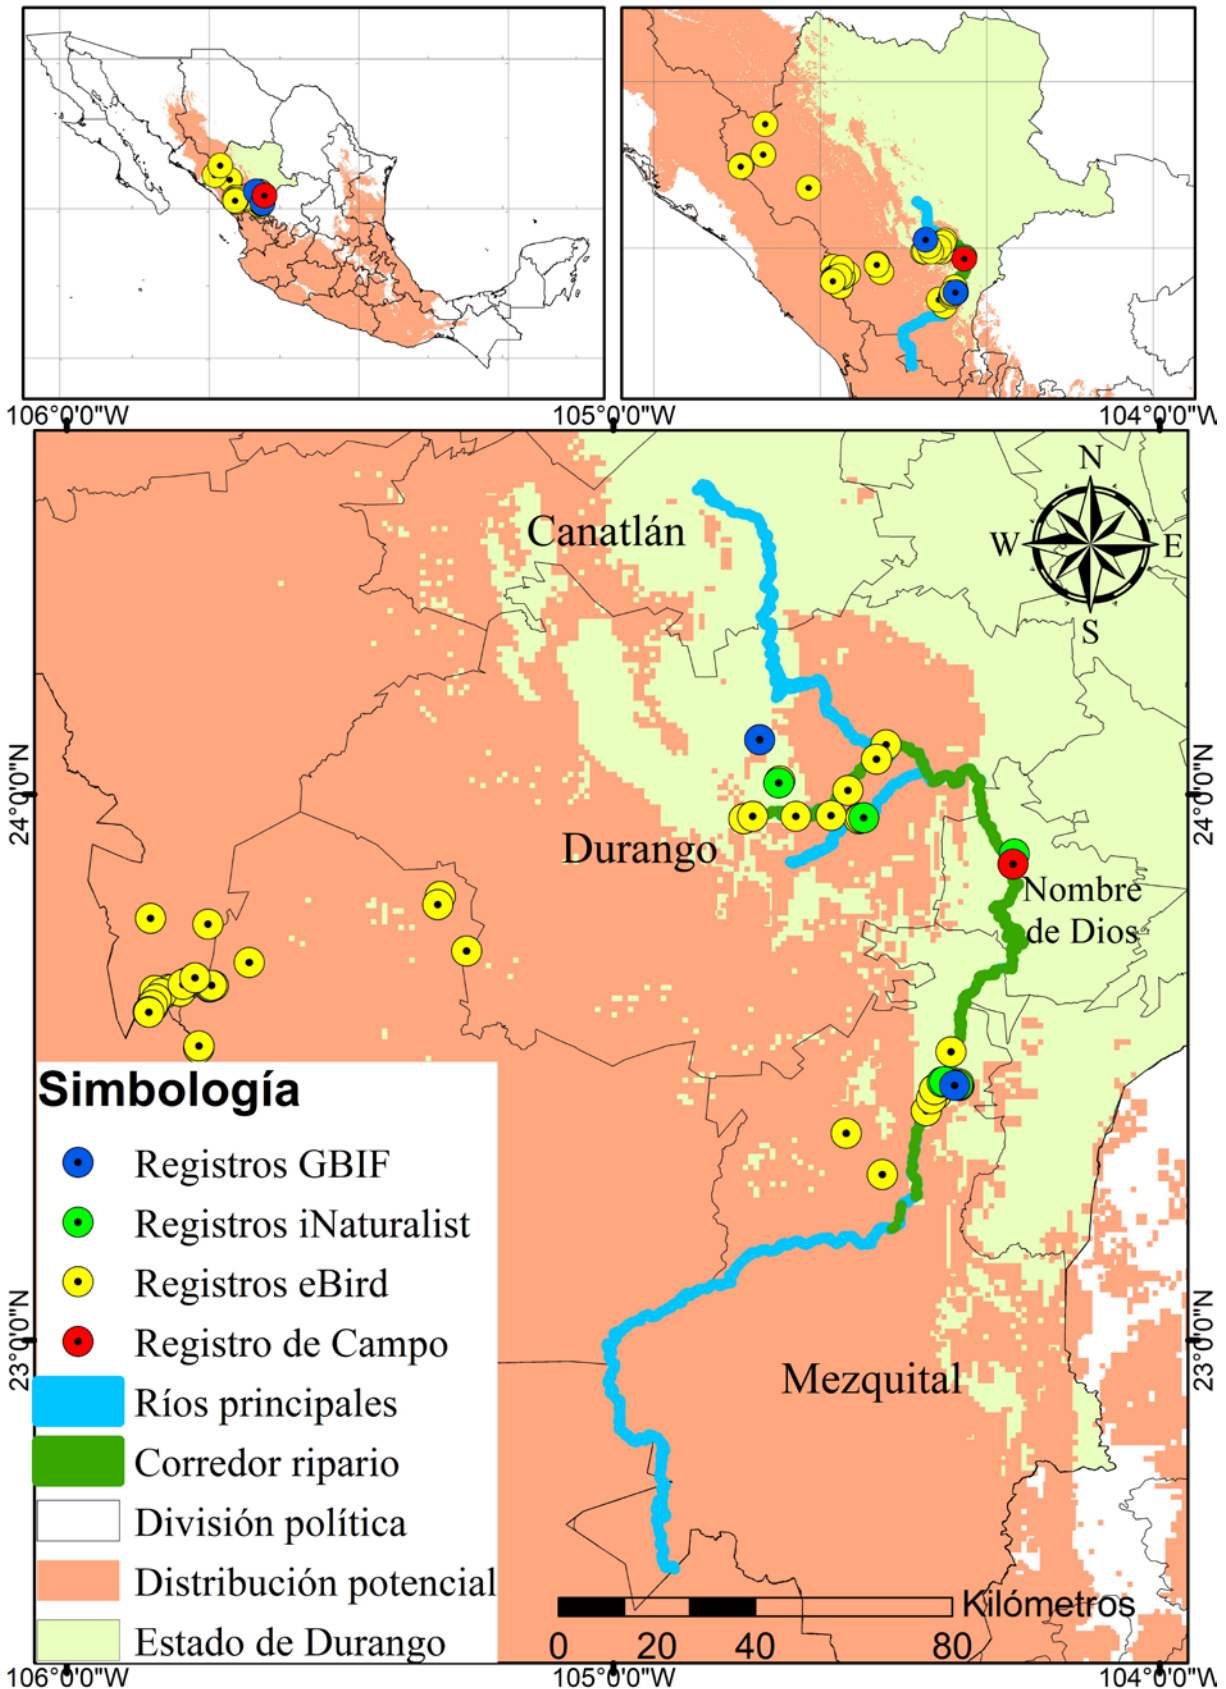 106°0'0"W
105°0'0"W
104°0'0"W
N
W
E
S
Canatlán
24°0'0"N
24°0'0"N
Durango
Nombre
de Dios
Simbología
Registros GBIF
Registros iNaturalist
Registros eBird
Registro de Campo
Ríos principales
Corredor ripario
División política
Distribución potencial
Estado de Durango
23°0'0"N
23°0'0"N
Mezquital
Kilómetros
0 20 40 80
106°0'0"W
105°0'0"W
104°0'0"W